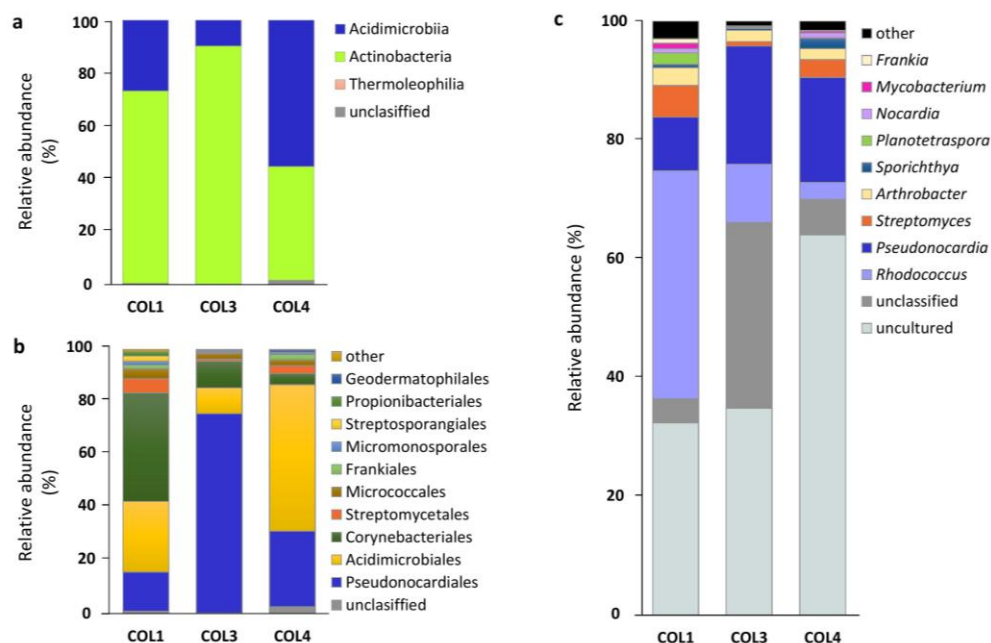 a
100
80
60
40
20
0
Relative abundance
(%)
COL1 COL3 COL4
Acidimicrobiia
Actinobacteria
Thermoleophilia
unclasiffied
b
100
80
60
40
20
0
Relative abundance
(%)
COL1 COL3 COL4
other
Geodermatophilales
Propionibacteriales
Streptosporangiales
Micromonosporales
Frankiales
Micrococcales
Streptomycetales
Corynebacteriales
Acidimicrobiales
Pseudonocardiales
unclasiffied
c
100
80
60
40
20
0
Relative abundance (%)
COL1 COL3 COL4
other
Frankia
Mycobacterium
Nocardia
Planotetraspora
Sporichthya
Arthrobacter
Streptomyces
Pseudonocardia
Rhodococcus
unclassified
uncultured